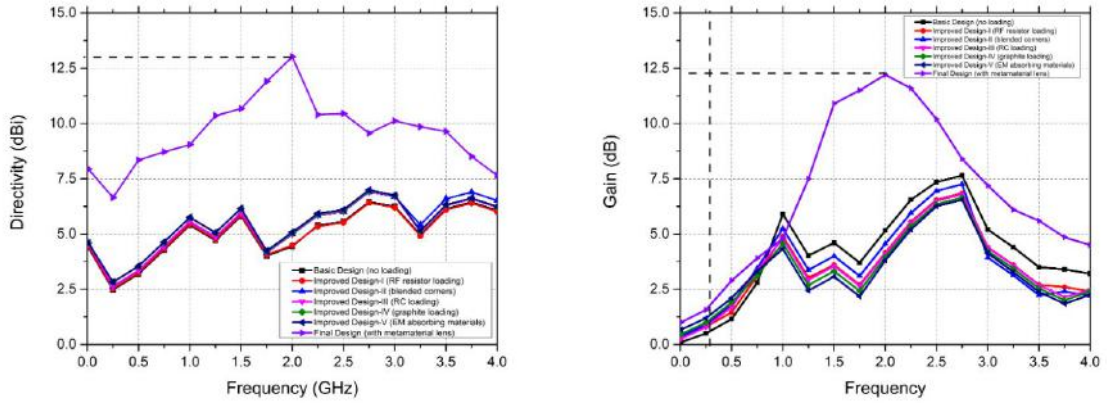 15.0
12.5
10.0
7.5
5.0
2.5
0.0
Directivity (dBi)
Basic Design (no loading)
Improved Design-I (RF resistor loading)
Improved Design-II (blended corners)
Improved Design-III (RC loading)
Improved Design-IV (graphite loading)
Improved Design-V (EM absorbing materials)
Final Design (with metamaterial lens)
0.0 0.5 1.0 1.5 2.0 2.5 3.0 3.5 4.0
Frequency (GHz)
15.0
12.5
10.0
7.5
5.0
2.5
0.0
Gain (dB)
Basic Design (no loading)
Improved Design-I (RF resistor loading)
Improved Design-II (blended corners)
Improved Design-III (RC loading)
Improved Design-IV (graphite loading)
Improved Design-V (EM absorbing materials)
Final Design (with metamaterial lens)
0.0 0.5 1.0 1.5 2.0 2.5 3.0 3.5 4.0
Frequency